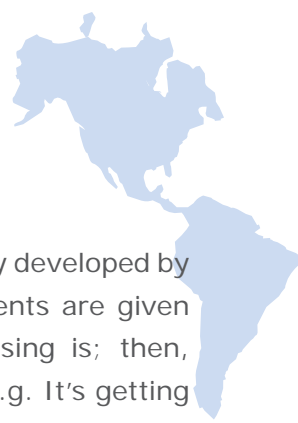 y developed by
ents are given
sing is; then,
.g. It's getting